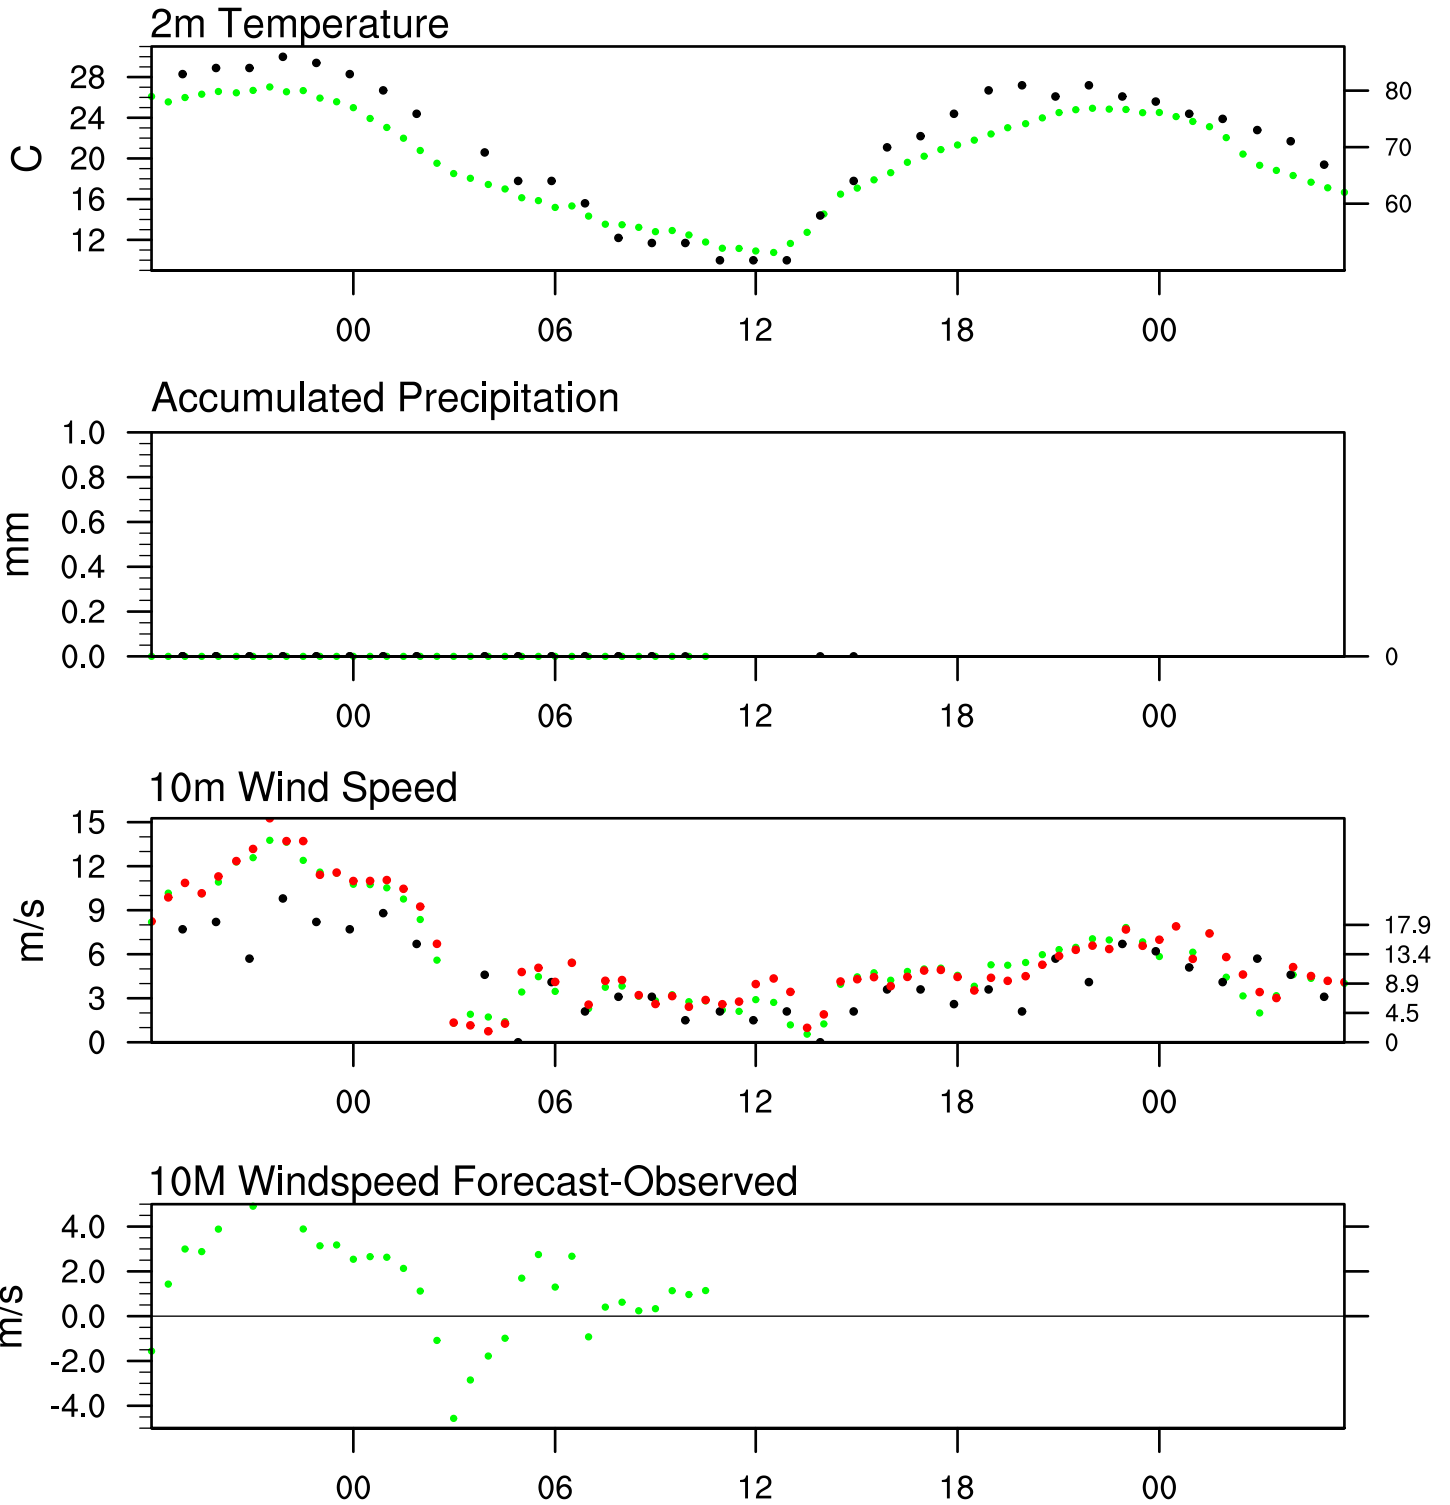 2m Temperature
28
24
20
16
12
C
80
70
60
00 06 12 18 00
Accumulated Precipitation
1.0
0.8
0.6
0.4
0.2
0.0
mm
0
00 06 12 18 00
10m Wind Speed
15
12
9
6
3
0
m/s
17.9
13.4
8.9
4.5
0
00 06 12 18 00
10M Windspeed Forecast-Observed
4.0
2.0
0.0
-2.0
-4.0
m/s
00 06 12 18 00